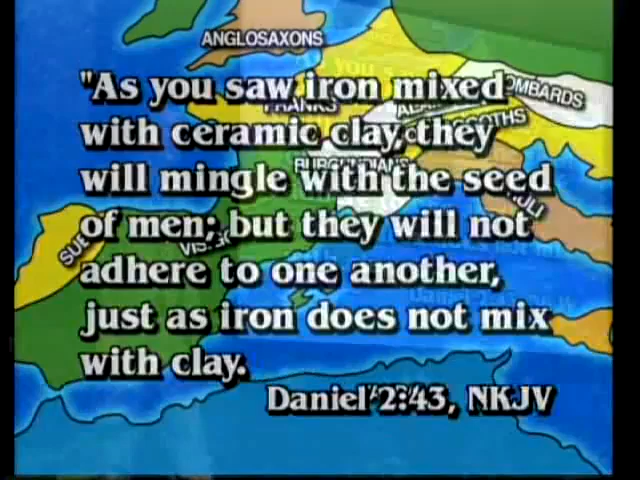 ANGLOSAXONS
"As you saw iron mixed
with ceramic clay, they
will mingle with the seed
of men; but they will not
adhere to one another,
just as iron does not mix
with clay.
Daniel 2:43, NKJV
FRANKS